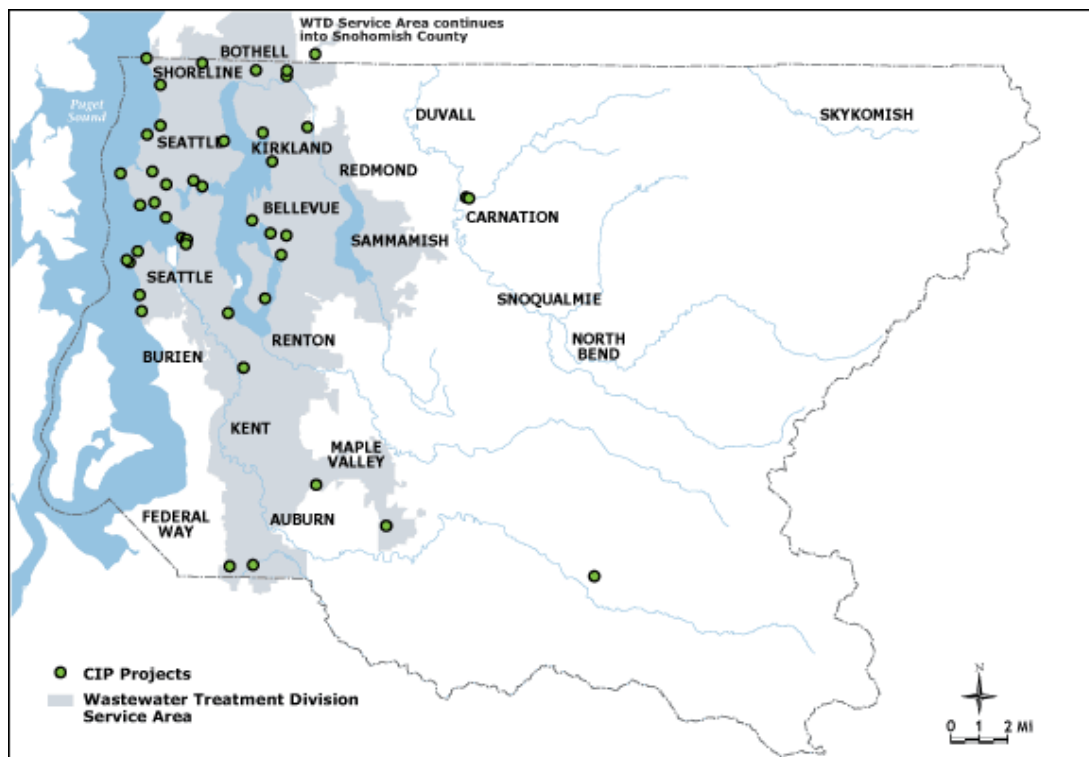 WTD Service Area continues
into Snohomish County
BOTHELL
SHORELINE
Puget
Sound
DUVALL
SKYKOMISH
SEATTLE
KIRKLAND
REDMOND
BELLEVUE
CARNATION
SAMMAMISH
SEATTLE
SNOQUALMIE
RENTON
NORTH
BEND
BURIEN
KENT
MAPLE
VALLEY
FEDERAL
WAY
AUBURN
CIP Projects
Wastewater Treatment Division
Service Area
N
0 1 2 Mi